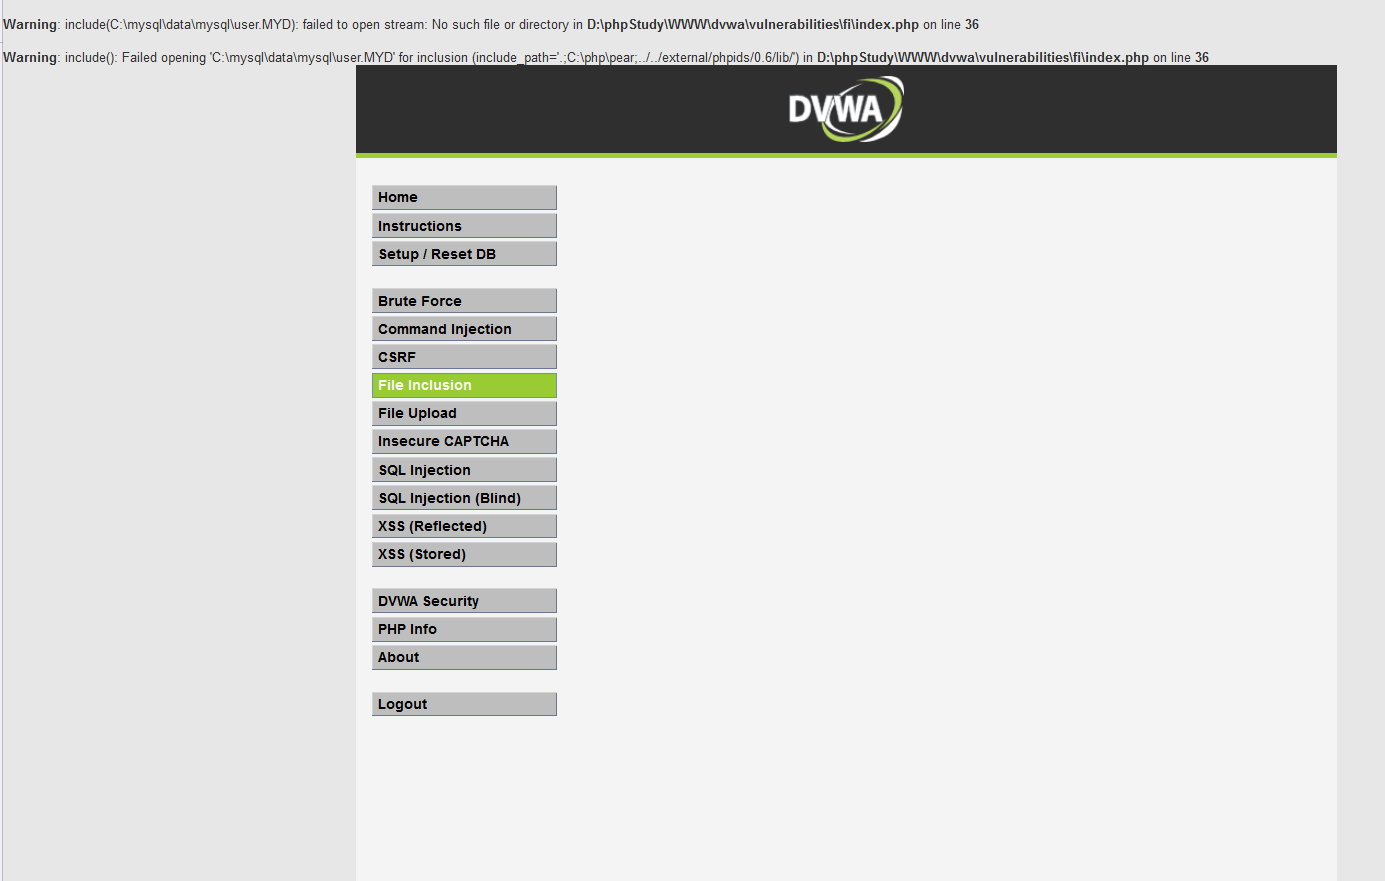 Warning: include(C:\mysql\data\mysql\user.MYD): failed to open stream: No such file or directory in D:\phpStudy\WWW\dvwa\vulnerabilities\fi\index.php on line 36
Warning: include(): Failed opening 'C:\mysql\data\mysql\user.MYD' for inclusion (include_path='.;C:\php\pear;../../external/phpids/0.6/lib/') in D:\phpStudy\WWW\dvwa\vulnerabilities\fi\index.php on line 36
DVWA
Home
Instructions
Setup / Reset DB
Brute Force
Command Injection
CSRF
File Inclusion
File Upload
Insecure CAPTCHA
SQL Injection
SQL Injection (Blind)
XSS (Reflected)
XSS (Stored)
DVWA Security
PHP Info
About
Logout